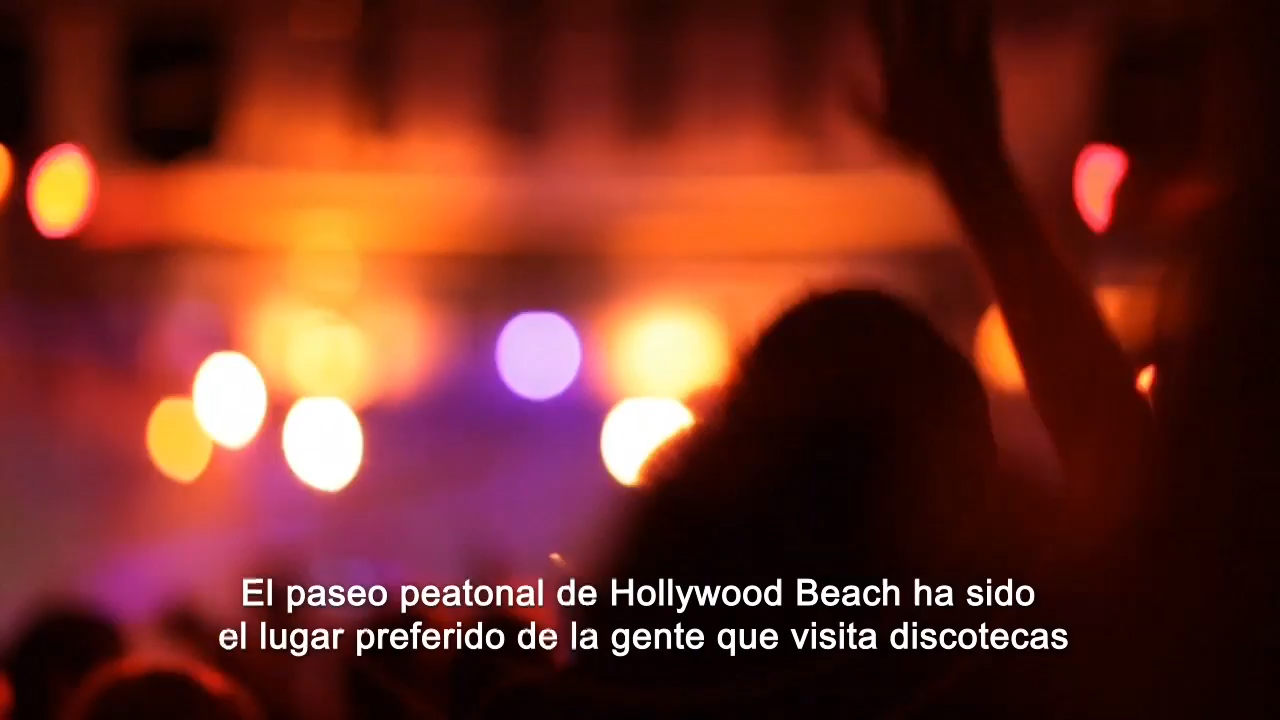 El paseo peatonal de Hollywood Beach ha sido
el lugar preferido de la gente que visita discotecas